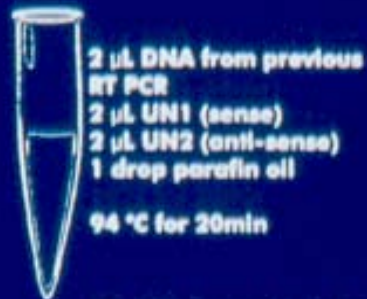 2 µL DNA from previous
RT PCR
2 µL UN1 (sense)
2 µL UN2 (anti-sense)
1 drop parafin oil
94 °C for 20min